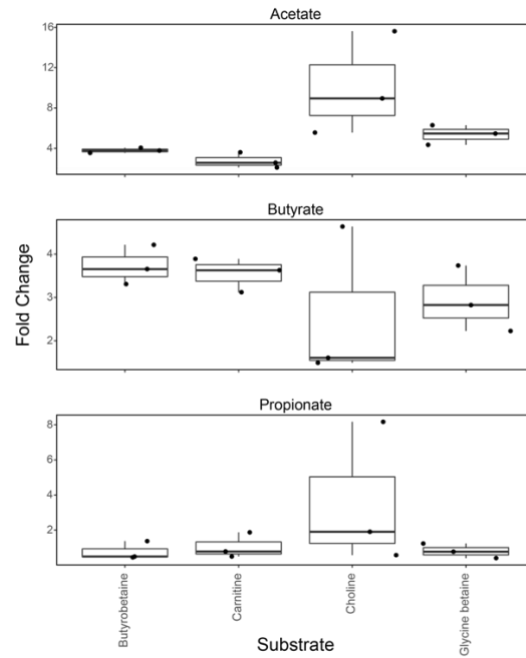 Acetate
16
12
8
4
Butyrate
4
3
2
Fold Change
Propionate
8
6
4
2
Butyrobetaine
Carnitine
Choline
Glycine betaine
Substrate